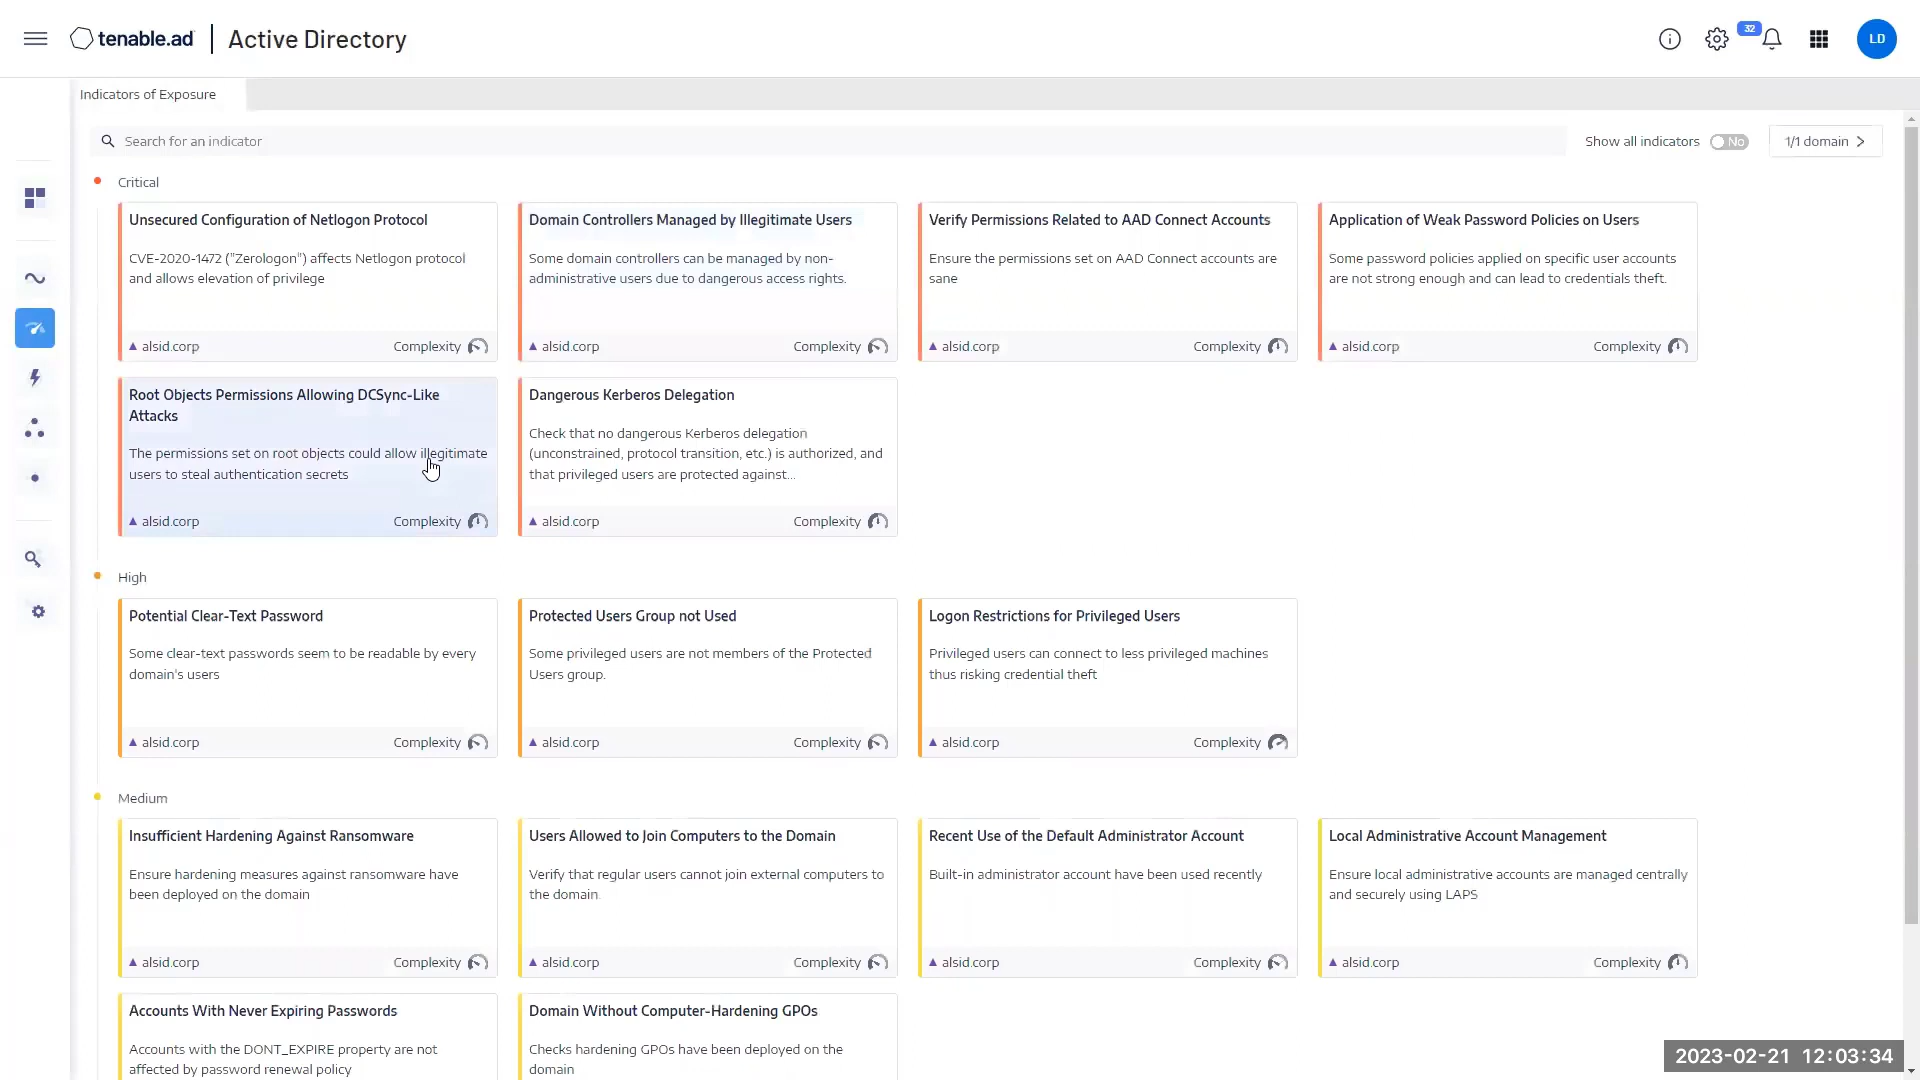 tenable.ad
Active Directory
32
LD
Indicators of Exposure
Search for an indicator
Show all indicators
No
1/1 domain
Critical
Unsecured Configuration of Netlogon Protocol
CVE-2020-1472 ("Zerologon") affects Netlogon protocol
and allows elevation of privilege
alsid.corp
Complexity
Domain Controllers Managed by Illegitimate Users
Some domain controllers can be managed by non-
administrative users due to dangerous access rights.
alsid.corp
Complexity
Verify Permissions Related to AAD Connect Accounts
Ensure the permissions set on AAD Connect accounts are
sane
alsid.corp
Complexity
Application of Weak Password Policies on Users
Some password policies applied on specific user accounts
are not strong enough and can lead to credentials theft.
alsid.corp
Complexity
Root Objects Permissions Allowing DCSync-Like
Attacks
The permissions set on root objects could allow illegitimate
users to steal authentication secrets
alsid.corp
Complexity
Dangerous Kerberos Delegation
Check that no dangerous Kerberos delegation
(unconstrained, protocol transition, etc.) is authorized, and
that privileged users are protected against...
alsid.corp
Complexity
High
Potential Clear-Text Password
Some clear-text passwords seem to be readable by every
domain's users
alsid.corp
Complexity
Protected Users Group not Used
Some privileged users are not members of the Protected
Users group.
alsid.corp
Complexity
Logon Restrictions for Privileged Users
Privileged users can connect to less privileged machines
thus risking credential theft
alsid.corp
Complexity
Medium
Insufficient Hardening Against Ransomware
Ensure hardening measures against ransomware have
been deployed on the domain
alsid.corp
Complexity
Users Allowed to Join Computers to the Domain
Verify that regular users cannot join external computers to
the domain.
alsid.corp
Complexity
Recent Use of the Default Administrator Account
Built-in administrator account have been used recently
alsid.corp
Complexity
Local Administrative Account Management
Ensure local administrative accounts are managed centrally
and securely using LAPS
alsid.corp
Complexity
Accounts With Never Expiring Passwords
Accounts with the DONT_EXPIRE property are not
affected by password renewal policy
Domain Without Computer-Hardening GPOs
Checks hardening GPOs have been deployed on the
domain
2023-02-21 12:03:34